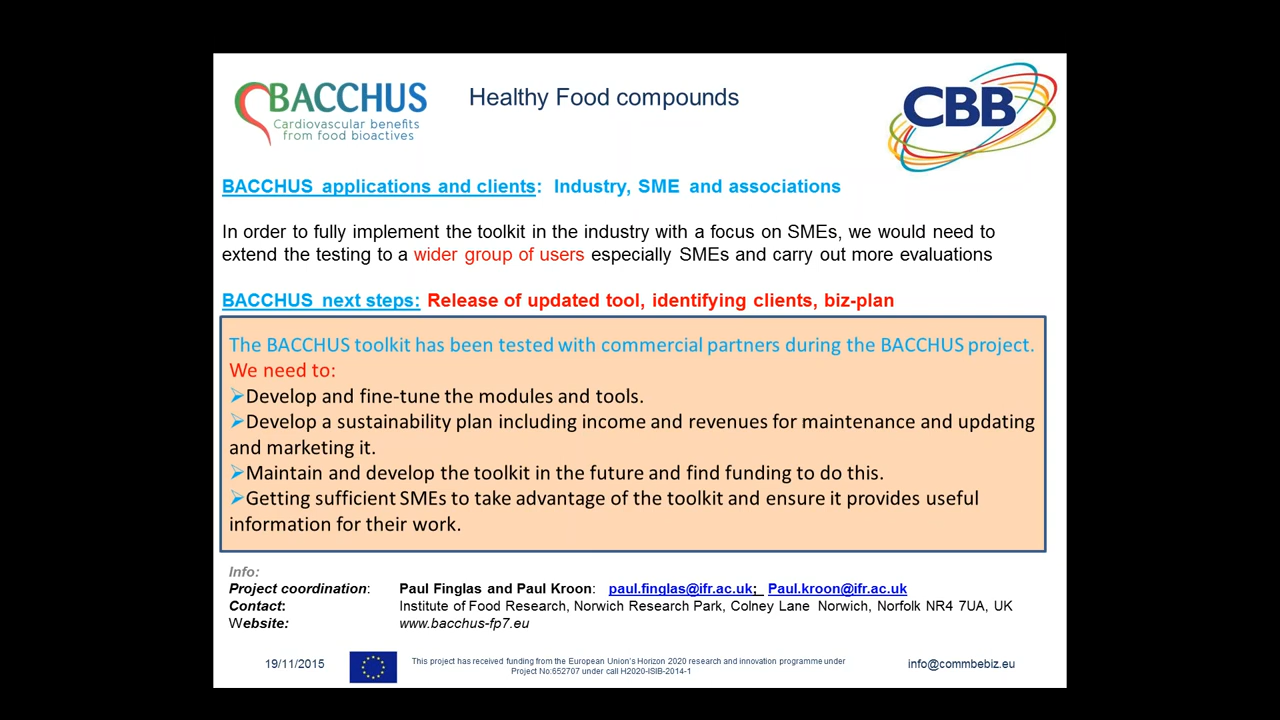 BACCHUS
Cardiovascular benefits
from food bioactives
Healthy Food compounds
CBB
BACCHUS applications and clients: Industry, SME and associations
In order to fully implement the toolkit in the industry with a focus on SMEs, we would need to
extend the testing to a wider group of users especially SMEs and carry out more evaluations
BACCHUS next steps: Release of updated tool, identifying clients, biz-plan
The BACCHUS toolkit has been tested with commercial partners during the BACCHUS project.
We need to:
➢Develop and fine-tune the modules and tools.
➢Develop a sustainability plan including income and revenues for maintenance and updating
and marketing it.
➢Maintain and develop the toolkit in the future and find funding to do this.
➢Getting sufficient SMEs to take advantage of the toolkit and ensure it provides useful
information for their work.
Info:
Project coordination: Paul Finglas and Paul Kroon: paul.finglas@ifr.ac.uk; Paul.kroon@ifr.ac.uk
Contact: Institute of Food Research, Norwich Research Park, Colney Lane Norwich, Norfolk NR4 7UA, UK
Website: www.bacchus-fp7.eu
19/11/2015
This project has received funding from the European Union's Horizon 2020 research and innovation programme under
Project No:652707 under call H2020-ISIB-2014-1
info@commbebiz.eu